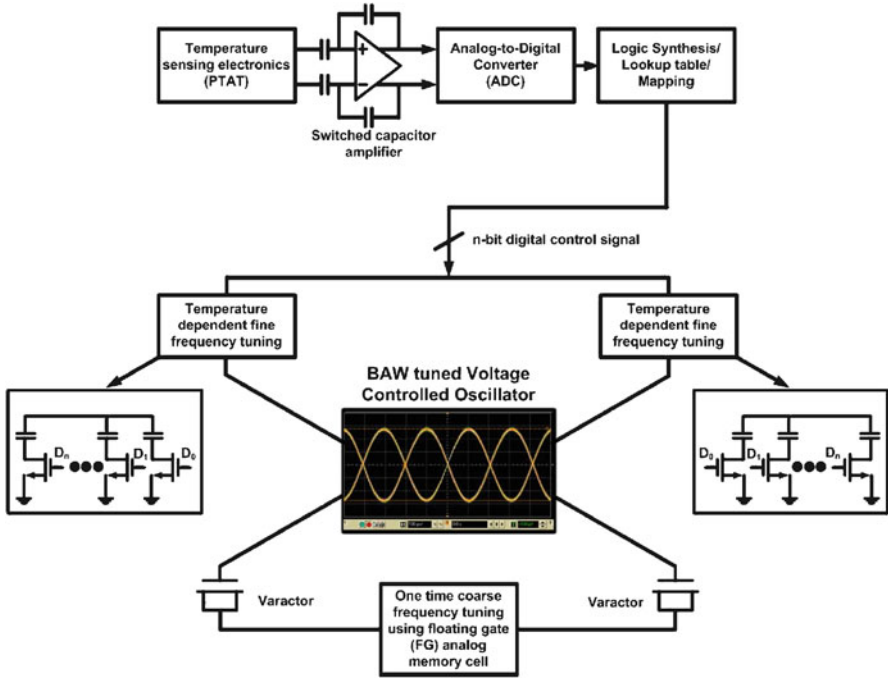 Temperature
sensing electronics
(PTAT)
+
−
Switched capacitor
amplifier
Analog-to-Digital
Converter
(ADC)
Logic Synthesis/
Lookup table/
Mapping
n-bit digital control signal
Temperature
dependent fine
frequency tuning
Temperature
dependent fine
frequency tuning
BAW tuned Voltage
Controlled Oscillator
Dn
D1
D0
D0
D1
Dn
Varactor
One time coarse
frequency tuning
using floating gate
(FG) analog
memory cell
Varactor